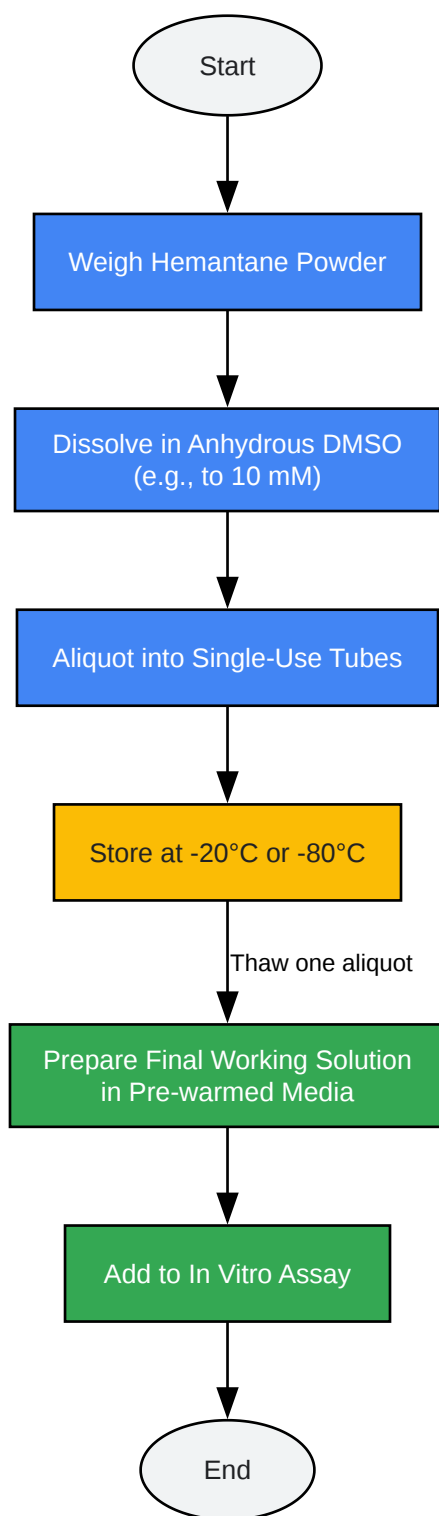 Start
Weigh Hemantane Powder
Dissolve in Anhydrous DMSO
(e.g., to 10 mM)
Aliquot into Single-Use Tubes
Store at -20°C or -80°C
Thaw one aliquot
Prepare Final Working Solution
in Pre-warmed Media
Add to In Vitro Assay
End